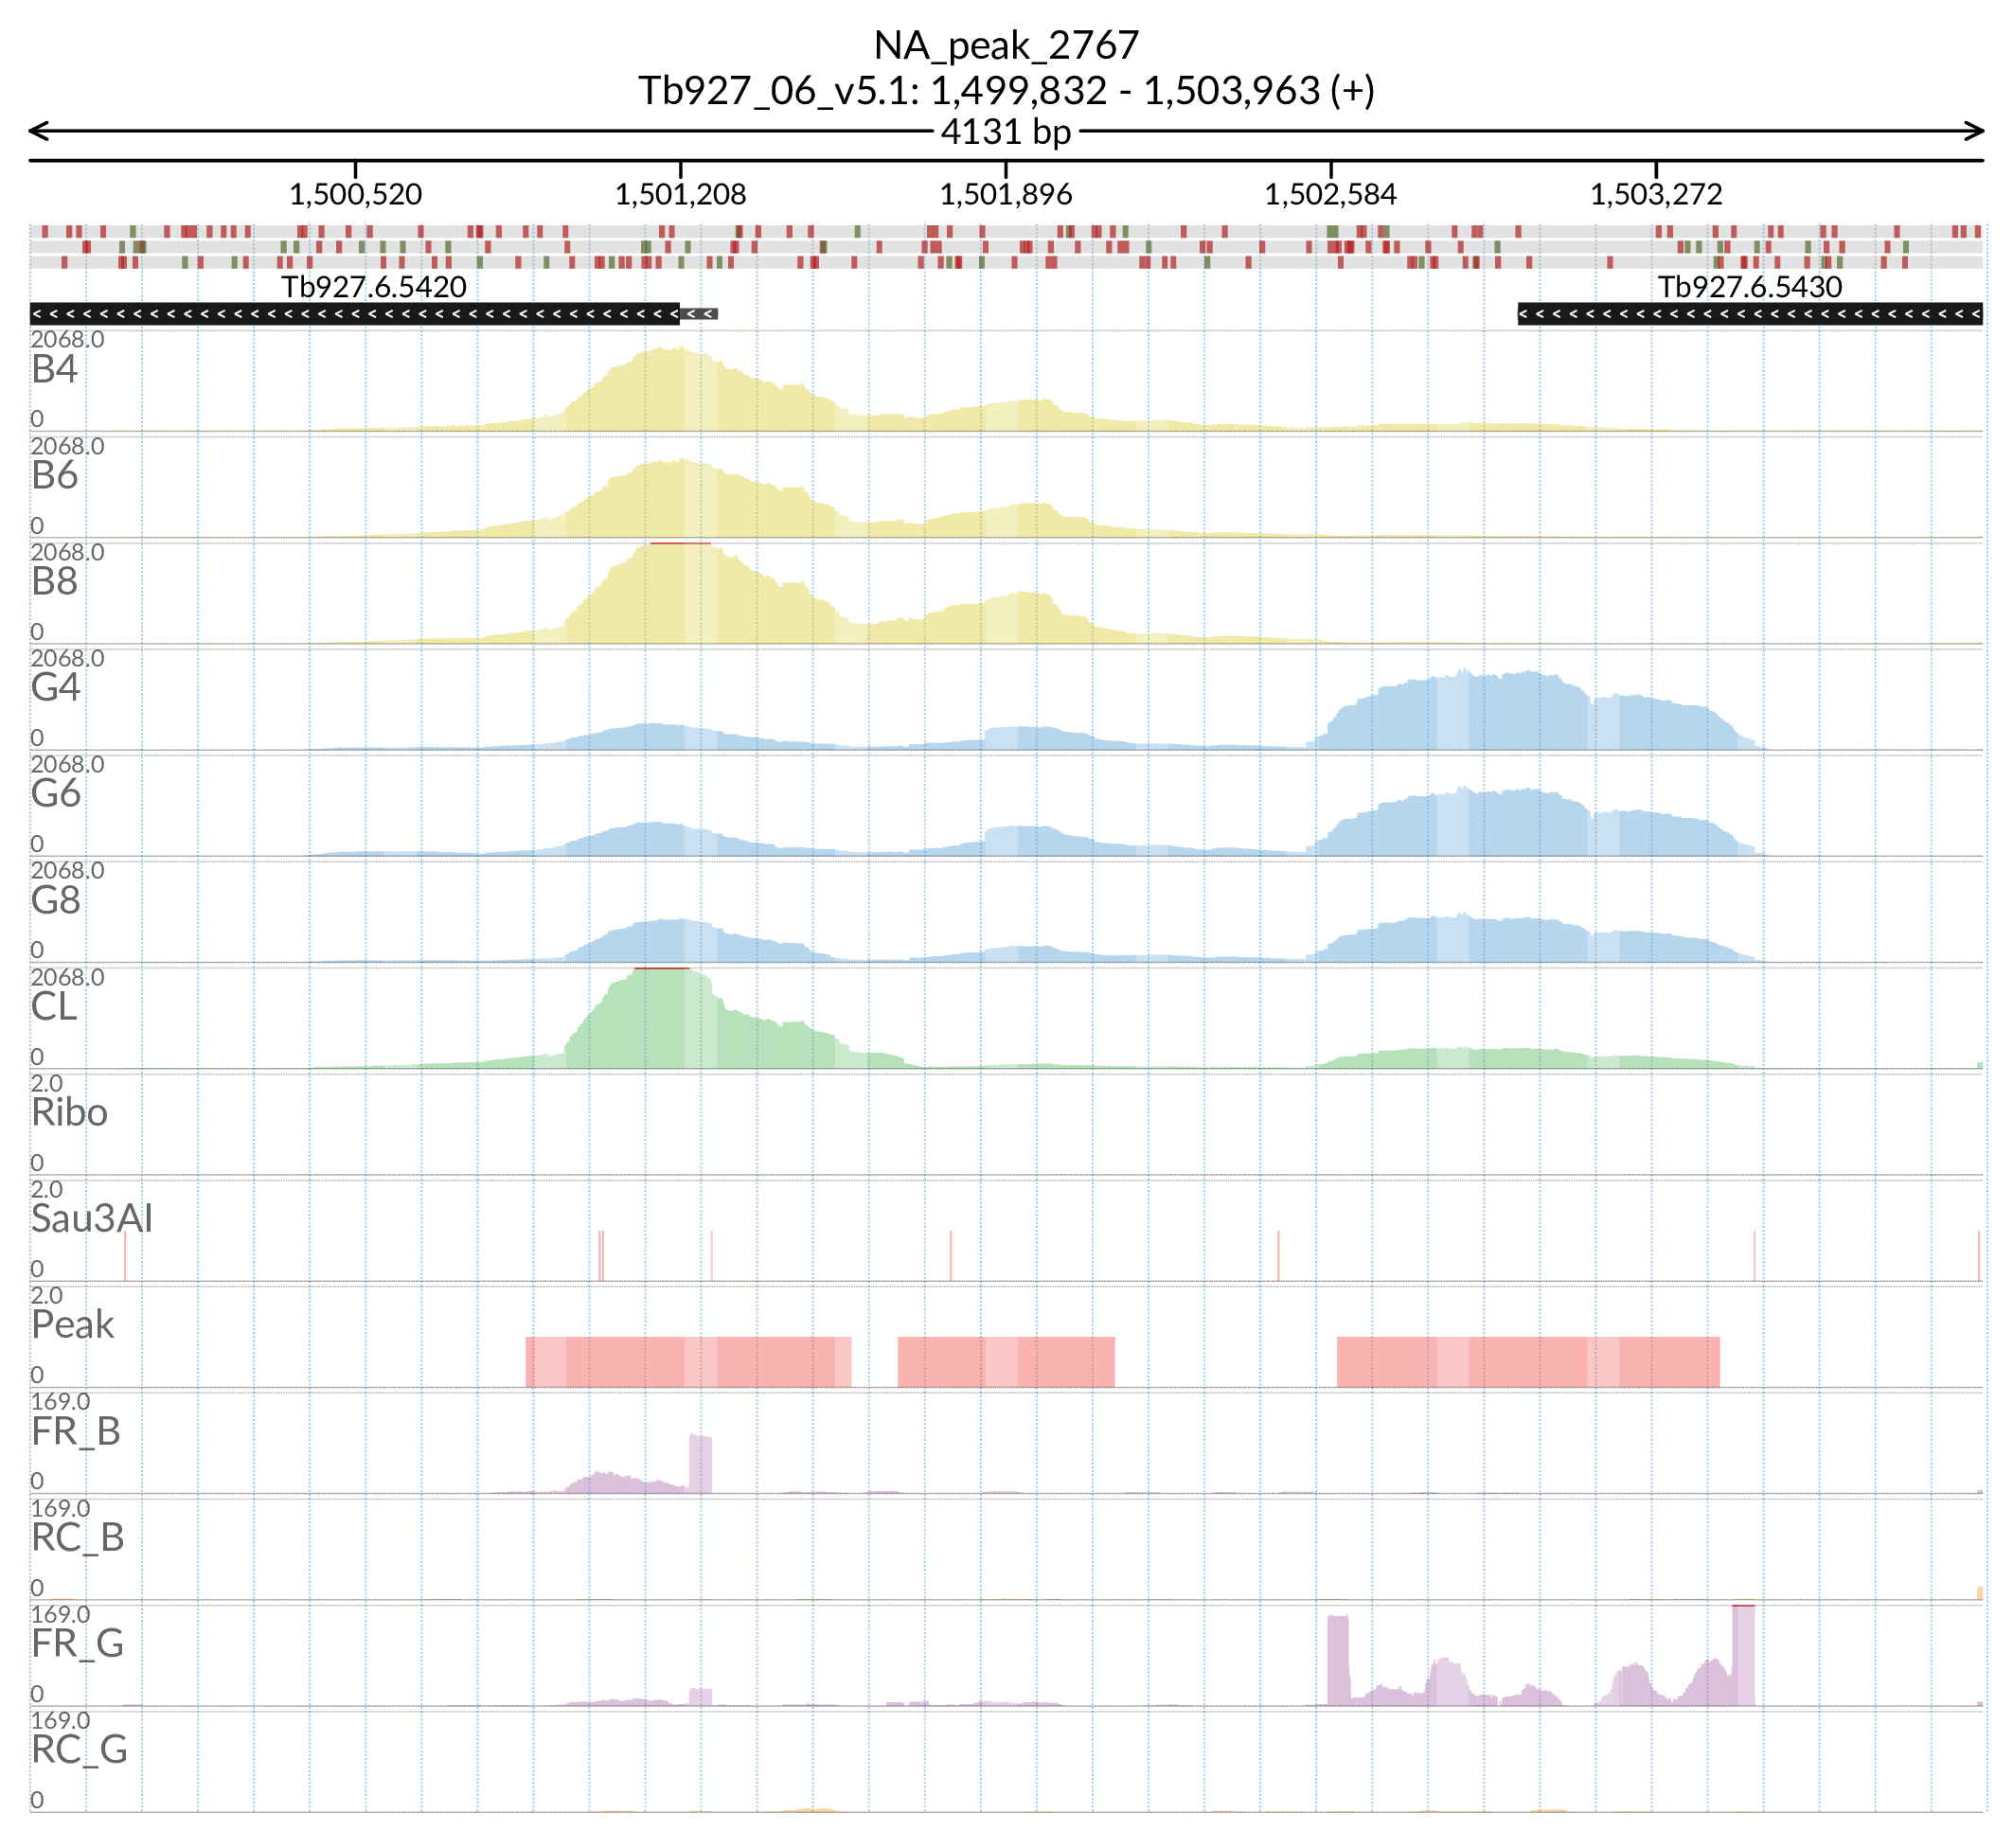 NA_peak_2767
Tb927_06_v5.1: 1,499,832 - 1,503,963 (+)
4131 bp
1,500,520 1,501,208 1,501,896 1,502,584 1,503,272
Tb927.6.5420 Tb927.6.5430
2068.0
B4
0
2068.0
B6
0
2068.0
B8
0
2068.0
G4
0
2068.0
G6
0
2068.0
G8
0
2068.0
CL
0
2.0
Ribo
0
2.0
Sau3AI
0
2.0
Peak
0
169.0
FR_B
0
169.0
RC_B
0
169.0
FR_G
0
169.0
RC_G
0